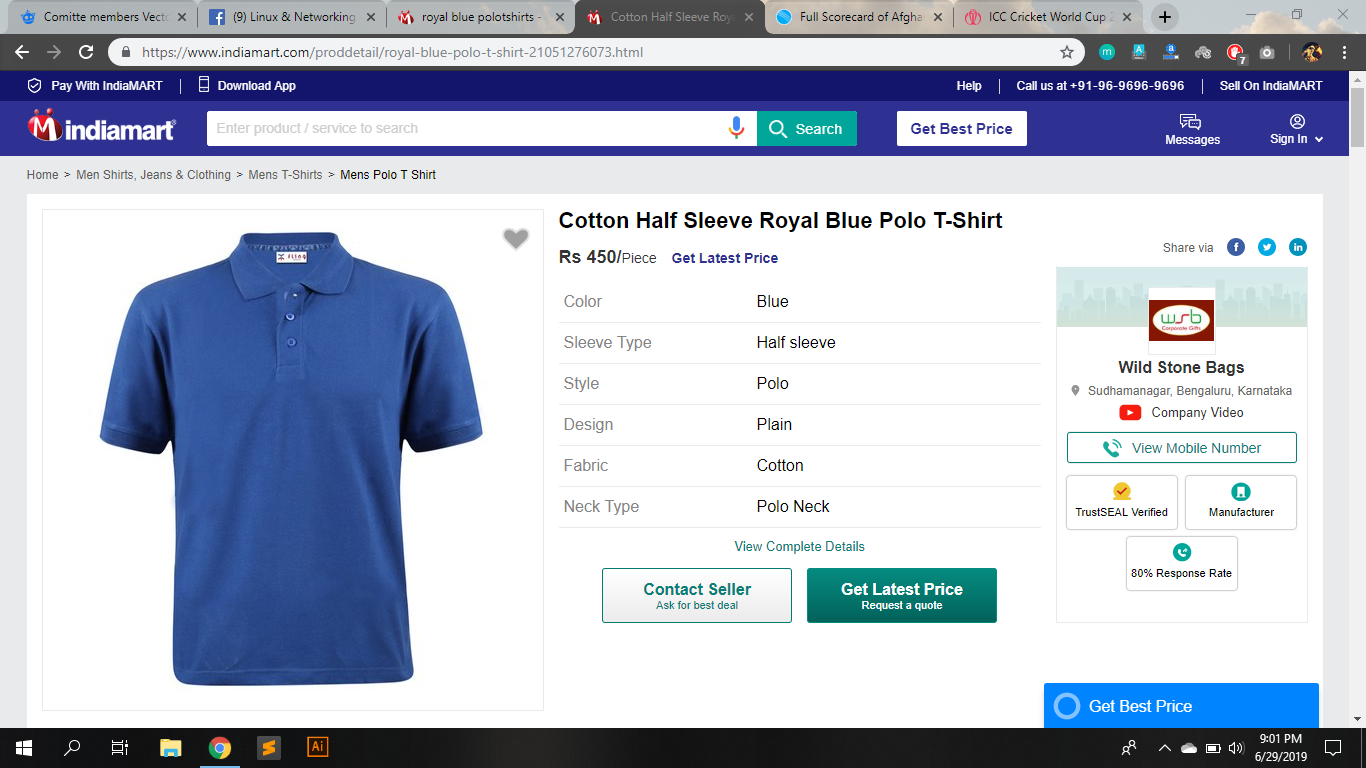 Comitte members Vecto
(9) Linux & Networking
royal blue polotshirts -
Cotton Half Sleeve Roya
Full Scorecard of Afgha
ICC Cricket World Cup 2
https://www.indiamart.com/proddetail/royal-blue-polo-t-shirt-21051276073.html
7
Pay With IndiaMART
Download App
Help
Call us at +91-96-9696-9696
Sell On IndiaMART
indiamart
Enter product / service to search
Search
Get Best Price
Messages
Sign In
Home > Men Shirts, Jeans & Clothing > Mens T-Shirts > Mens Polo T Shirt
Cotton Half Sleeve Royal Blue Polo T-Shirt
Rs 450/Piece Get Latest Price
Color Blue
Sleeve Type Half sleeve
Style Polo
Design Plain
Fabric Cotton
Neck Type Polo Neck
View Complete Details
Contact Seller
Ask for best deal
Get Latest Price
Request a quote
Share via
wsb
Corporate Gifts
Wild Stone Bags
Sudhamanagar, Bengaluru, Karnataka
Company Video
View Mobile Number
TrustSEAL Verified
Manufacturer
80% Response Rate
Get Best Price
Ai
9:01 PM
6/29/2019